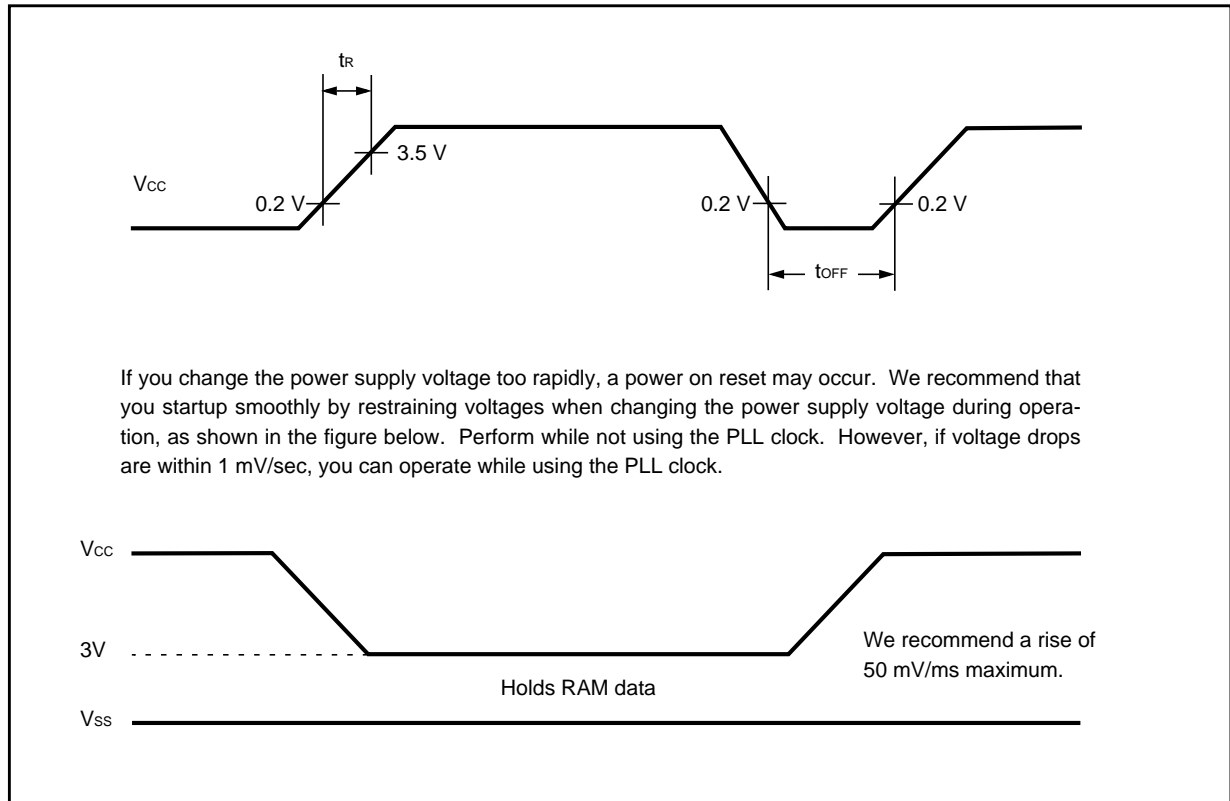 tR
3.5 V
VCC
0.2 V
0.2 V
0.2 V
tOFF
If you change the power supply voltage too rapidly, a power on reset may occur. We recommend that
you startup smoothly by restraining voltages when changing the power supply voltage during opera-
tion, as shown in the figure below. Perform while not using the PLL clock. However, if voltage drops
are within 1 mV/sec, you can operate while using the PLL clock.
VCC
3V
We recommend a rise of
50 mV/ms maximum.
Holds RAM data
VSS